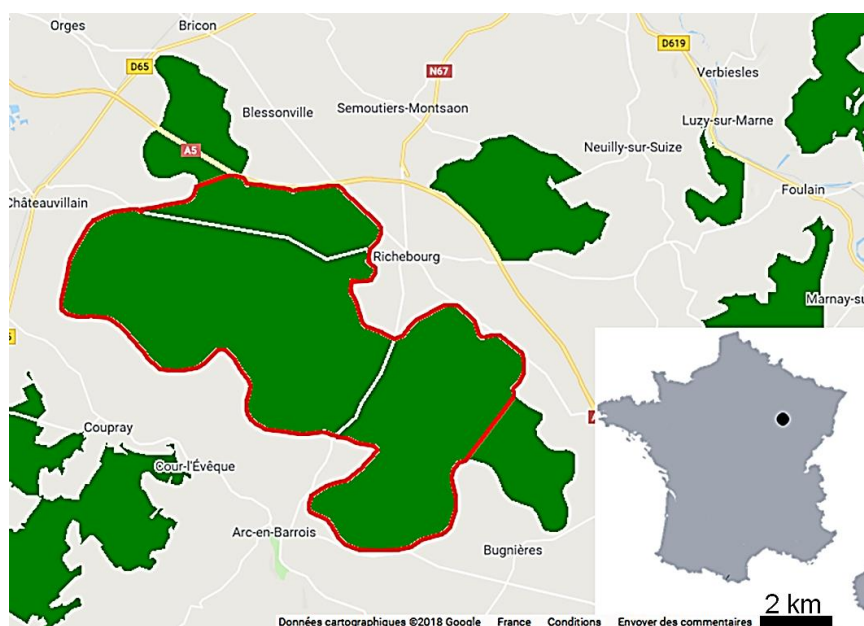 Orges
Bricon
D65
N67
D619
Verbiesles
Blessonville
Semoutiers-Montsaon
Luzy-sur-Marne
A5
Neuilly-sur-Suize
Foulain
Châteauvillain
Richebourg
Marnay-su
A
Coupray
Cour-l'Évêque
Arc-en-Barrois
Bugnières
2 km
Données cartographiques ©2018 Google France Conditions Envoyer des commentaires